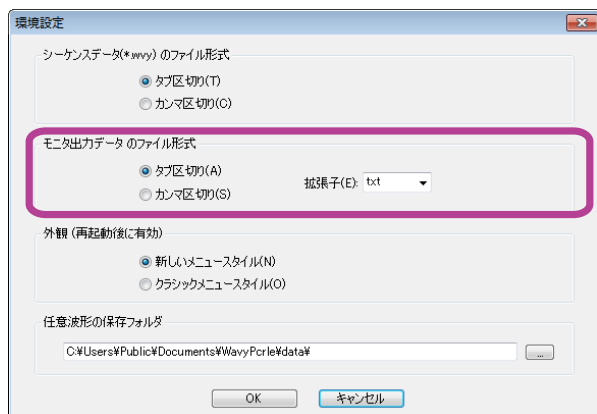 環境設定
シーケンスデータ(*.wvy) のファイル形式
タブ区切り(T)
カンマ区切り(C)
モニタ出力データ のファイル形式
タブ区切り(A)
拡張子(E): txt
カンマ区切り(S)
外観 (再起動後に有効)
新しいメニュースタイル(N)
クラシックメニュースタイル(O)
任意波形の保存フォルダ
C:¥Users¥Public¥Documents¥WavyPcrle¥data¥
...
OK キャンセル